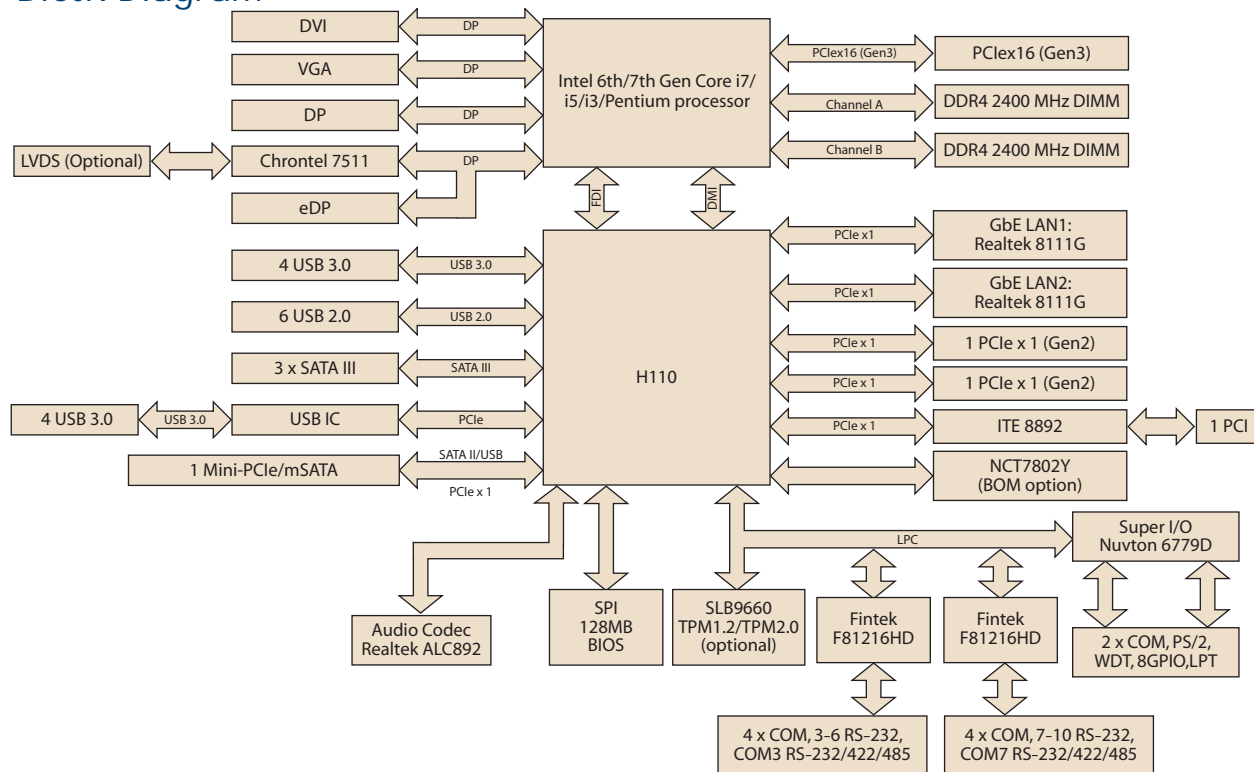 Block Diagram
DVI
DP
VGA
DP
DP
DP
LVDS (Optional)
Chrontel 7511
DP
eDP
Intel 6th/7th Gen Core i7/
i5/i3/Pentium processor
PCIex16 (Gen3)
PCIex16 (Gen3)
Channel A
DDR4 2400 MHz DIMM
Channel B
DDR4 2400 MHz DIMM
FDI
DMI
4 USB 3.0
USB 3.0
6 USB 2.0
USB 2.0
3 x SATA III
SATA III
4 USB 3.0
USB 3.0
USB IC
PCIe
1 Mini-PCIe/mSATA
SATA II/USB
PCIe x 1
H110
PCIe x1
GbE LAN1:
Realtek 8111G
PCIe x1
GbE LAN2:
Realtek 8111G
PCIe x 1
1 PCIe x 1 (Gen2)
PCIe x 1
1 PCIe x 1 (Gen2)
PCIe x 1
ITE 8892
1 PCI
NCT7802Y
(BOM option)
LPC
Super I/O
Nuvton 6779D
Audio Codec
Realtek ALC892
SPI
128MB
BIOS
SLB9660
TPM1.2/TPM2.0
(optional)
Fintek
F81216HD
Fintek
F81216HD
2 x COM, PS/2,
WDT, 8GPIO,LPT
4 x COM, 3-6 RS-232,
COM3 RS-232/422/485
4 x COM, 7-10 RS-232,
COM7 RS-232/422/485